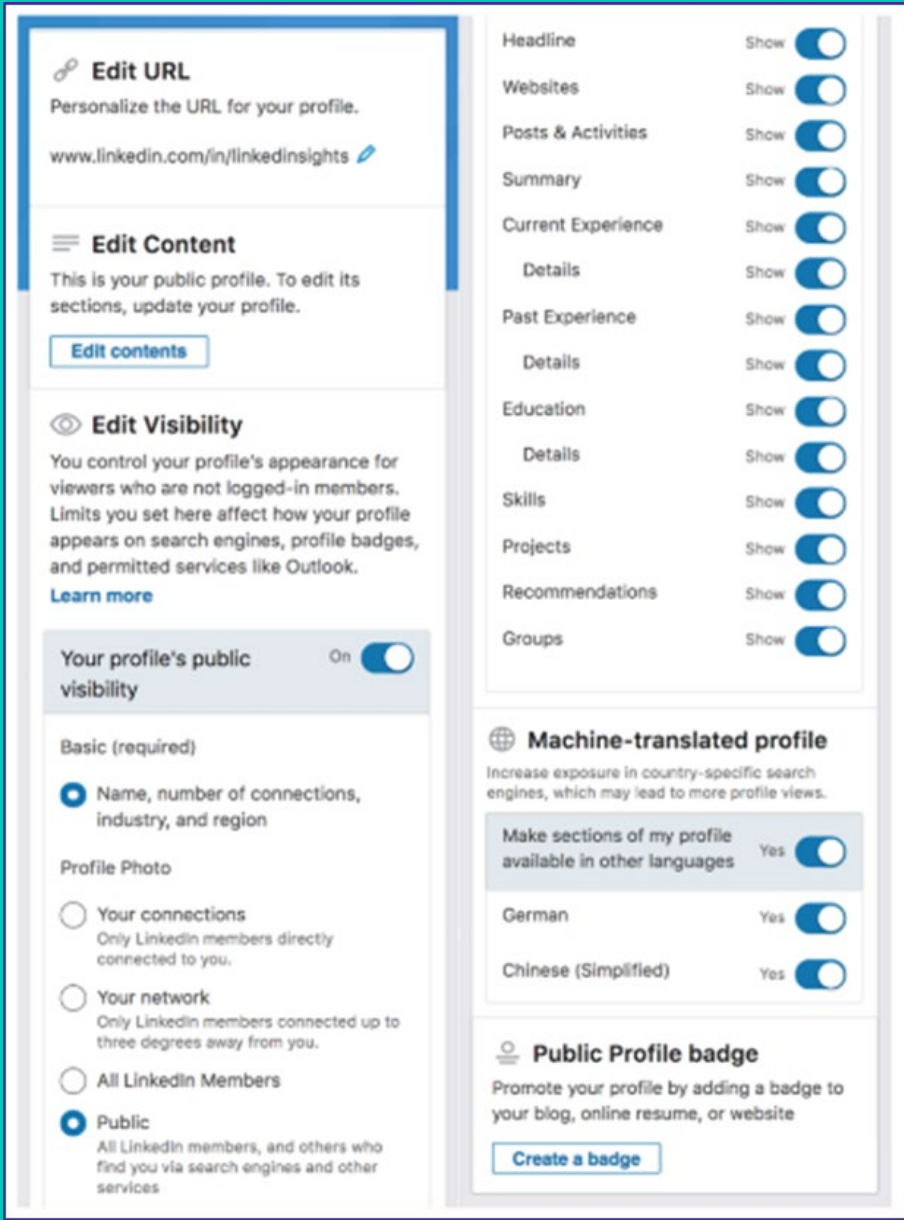 Edit URL
Personalize the URL for your profile.
www.linkedin.com/in/linkedinsights
Edit Content
This is your public profile. To edit its
sections, update your profile.
Edit contents
Edit Visibility
You control your profile's appearance for
viewers who are not logged-in members.
Limits you set here affect how your profile
appears on search engines, profile badges,
and permitted services like Outlook.
Learn more
Your profile's public
visibility
On
Basic (required)
Name, number of connections,
industry, and region
Profile Photo
Your connections
Only LinkedIn members directly
connected to you.
Your network
Only LinkedIn members connected up to
three degrees away from you.
All LinkedIn Members
Public
All LinkedIn members, and others who
find you via search engines and other
services
Headline Show
Websites Show
Posts & Activities Show
Summary Show
Current Experience Show
Details Show
Past Experience Show
Details Show
Education Show
Details Show
Skills Show
Projects Show
Recommendations Show
Groups Show
Machine-translated profile
Increase exposure in country-specific search
engines, which may lead to more profile views.
Make sections of my profile
available in other languages
Yes
German Yes
Chinese (Simplified) Yes
Public Profile badge
Promote your profile by adding a badge to
your blog, online resume, or website
Create a badge